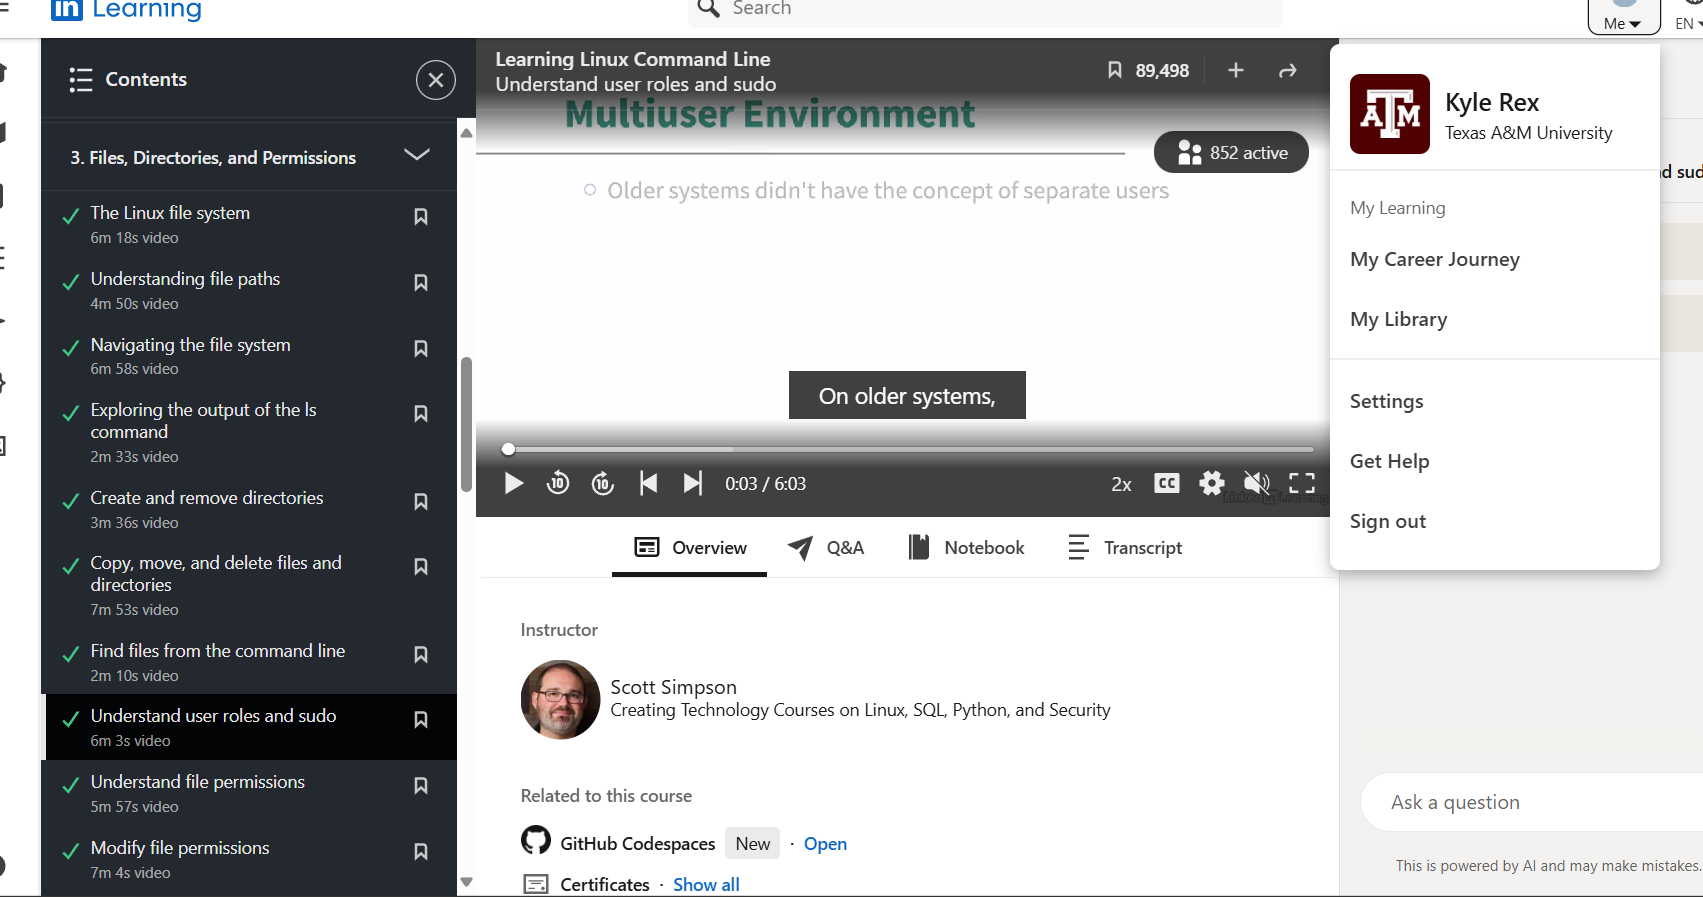 in Learning
Search
Me
EN
Contents
3. Files, Directories, and Permissions
The Linux file system
6m 18s video
Understanding file paths
4m 50s video
Navigating the file system
6m 58s video
Exploring the output of the ls
command
2m 33s video
Create and remove directories
3m 36s video
Copy, move, and delete files and
directories
7m 53s video
Find files from the command line
2m 10s video
Understand user roles and sudo
6m 3s video
Understand file permissions
5m 57s video
Modify file permissions
7m 4s video
Learning Linux Command Line
Understand user roles and sudo
89,498
Multiuser Environment
852 active
Older systems didn't have the concept of separate users
On older systems,
10
10
0:03 / 6:03
2x
CC
LinkedIn Learning
Overview
Q&A
Notebook
Transcript
Instructor
Scott Simpson
Creating Technology Courses on Linux, SQL, Python, and Security
Related to this course
GitHub Codespaces New · Open
Certificates · Show all
ATM
Kyle Rex
Texas A&M University
My Learning
My Career Journey
My Library
Settings
Get Help
Sign out
Ask a question
This is powered by AI and may make mistakes.